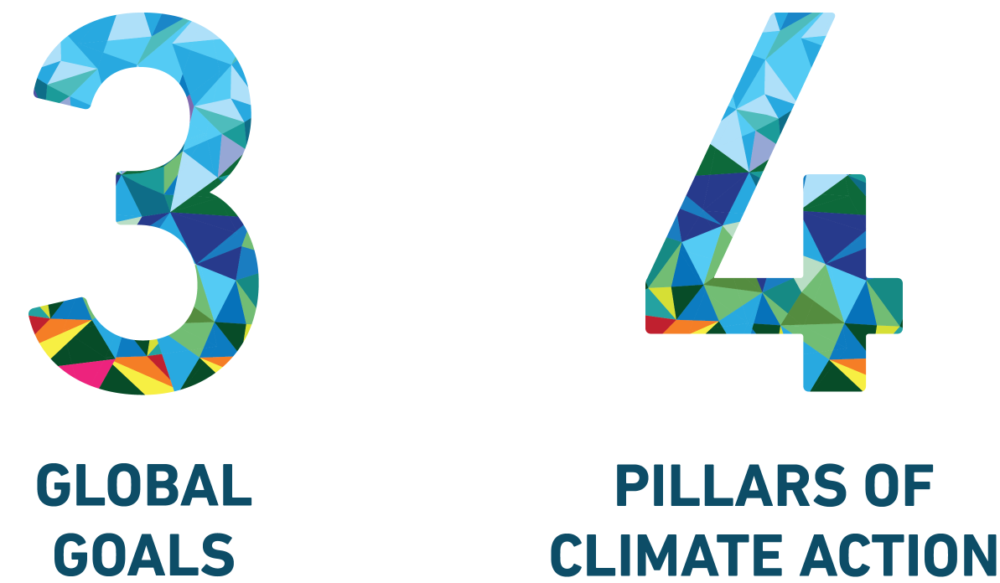 3
GLOBAL
GOALS
4
PILLARS OF
CLIMATE ACTION